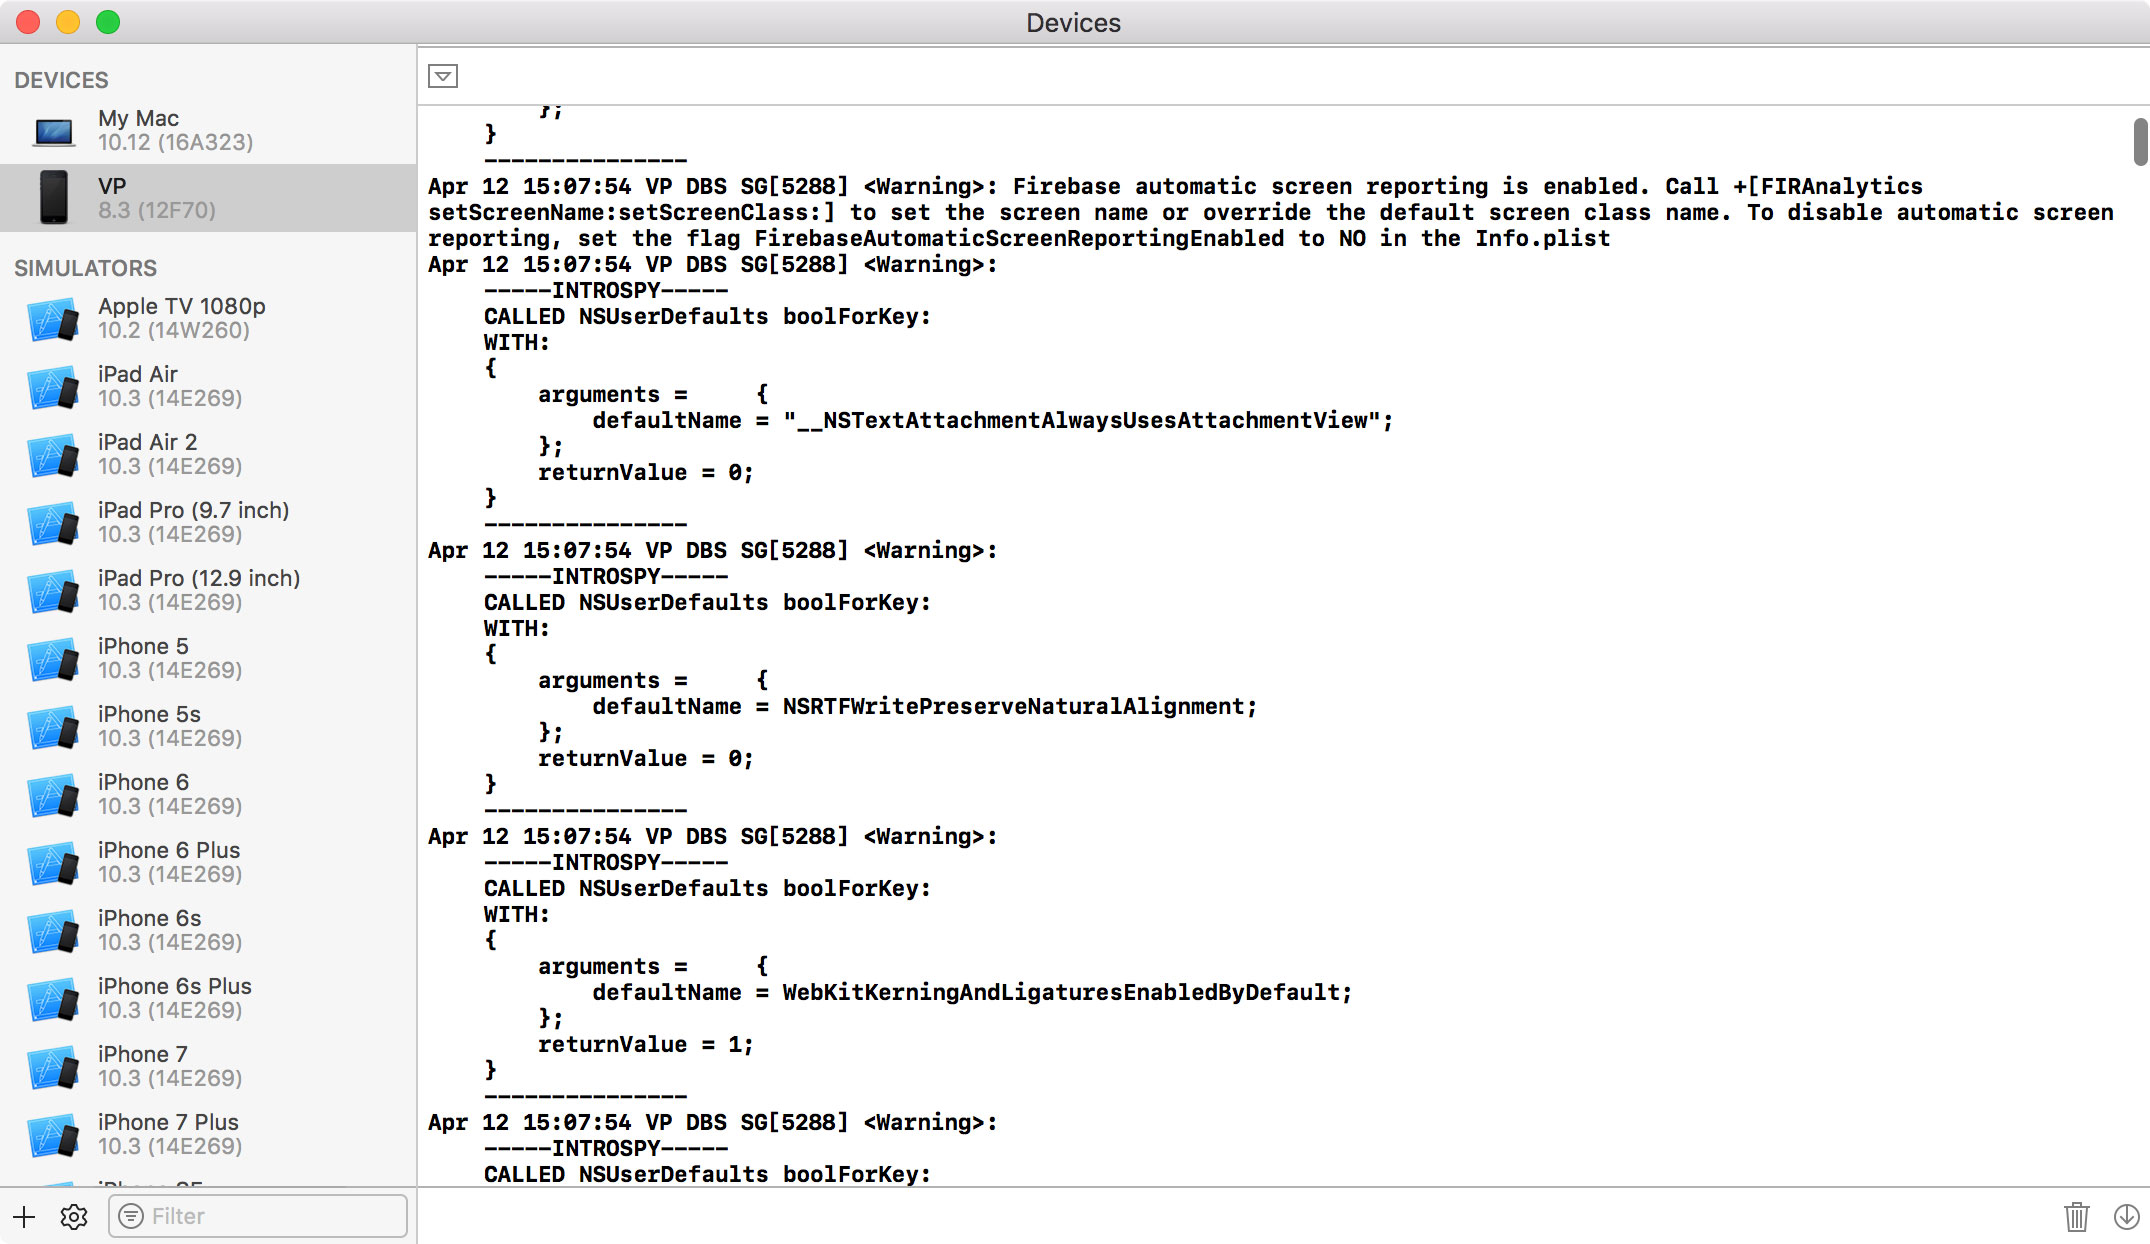 Devices
DEVICES
My Mac
10.12 (16A323)
VP
8.3 (12F70)
SIMULATORS
Apple TV 1080p
10.2 (14W260)
iPad Air
10.3 (14E269)
iPad Air 2
10.3 (14E269)
iPad Pro (9.7 inch)
10.3 (14E269)
iPad Pro (12.9 inch)
10.3 (14E269)
iPhone 5
10.3 (14E269)
iPhone 5s
10.3 (14E269)
iPhone 6
10.3 (14E269)
iPhone 6 Plus
10.3 (14E269)
iPhone 6s
10.3 (14E269)
iPhone 6s Plus
10.3 (14E269)
iPhone 7
10.3 (14E269)
iPhone 7 Plus
10.3 (14E269)
Filter
};
}
---------------
Apr 12 15:07:54 VP DBS SG[5288] <Warning>: Firebase automatic screen reporting is enabled. Call +[FIRAnalytics
setScreenName:setScreenClass:] to set the screen name or override the default screen class name. To disable automatic screen
reporting, set the flag FirebaseAutomaticScreenReportingEnabled to NO in the Info.plist
Apr 12 15:07:54 VP DBS SG[5288] <Warning>:
-----INTROSPY-----
CALLED NSUserDefaults boolForKey:
WITH:
{
arguments =     {
defaultName = "__NSTextAttachmentAlwaysUsesAttachmentView";
};
returnValue = 0;
}
---------------
Apr 12 15:07:54 VP DBS SG[5288] <Warning>:
-----INTROSPY-----
CALLED NSUserDefaults boolForKey:
WITH:
{
arguments =     {
defaultName = NSRTFWritePreserveNaturalAlignment;
};
returnValue = 0;
}
---------------
Apr 12 15:07:54 VP DBS SG[5288] <Warning>:
-----INTROSPY-----
CALLED NSUserDefaults boolForKey:
WITH:
{
arguments =     {
defaultName = WebKitKerningAndLigaturesEnabledByDefault;
};
returnValue = 1;
}
---------------
Apr 12 15:07:54 VP DBS SG[5288] <Warning>:
-----INTROSPY-----
CALLED NSUserDefaults boolForKey: